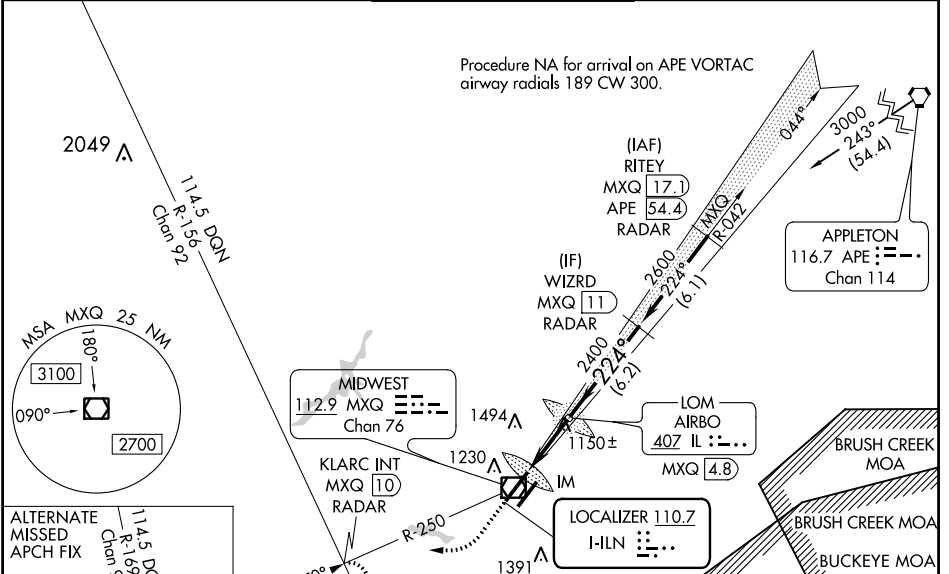 Procedure NA for arrival on APE VORTAC
airway radials 189 CW 300.
2049
114.5 DQN
R-156
Chan 92
(IAF)
RITEY
MXQ 17.1
APE 54.4
RADAR
044°
3000
243°
(54.4)
MXQ
R-042
APPLETON
116.7 APE
Chan 114
(IF)
WIZRD
MXQ 11
RADAR
2600
224°
(6.1)
MSA MXQ 25 NM
180°
3100
090°
2700
2400
224°
(6.2)
MIDWEST
112.9 MXQ
Chan 76
1494
1150±
LOM
AIRBO
407 IL
MXQ 4.8
1230
IM
KLARC INT
MXQ 10
RADAR
R-250
LOCALIZER 110.7
I-ILN
1391
BRUSH CREEK
MOA
BRUSH CREEK MOA
BUCKEYE MOA
ALTERNATE
MISSED
APCH FIX
R-169